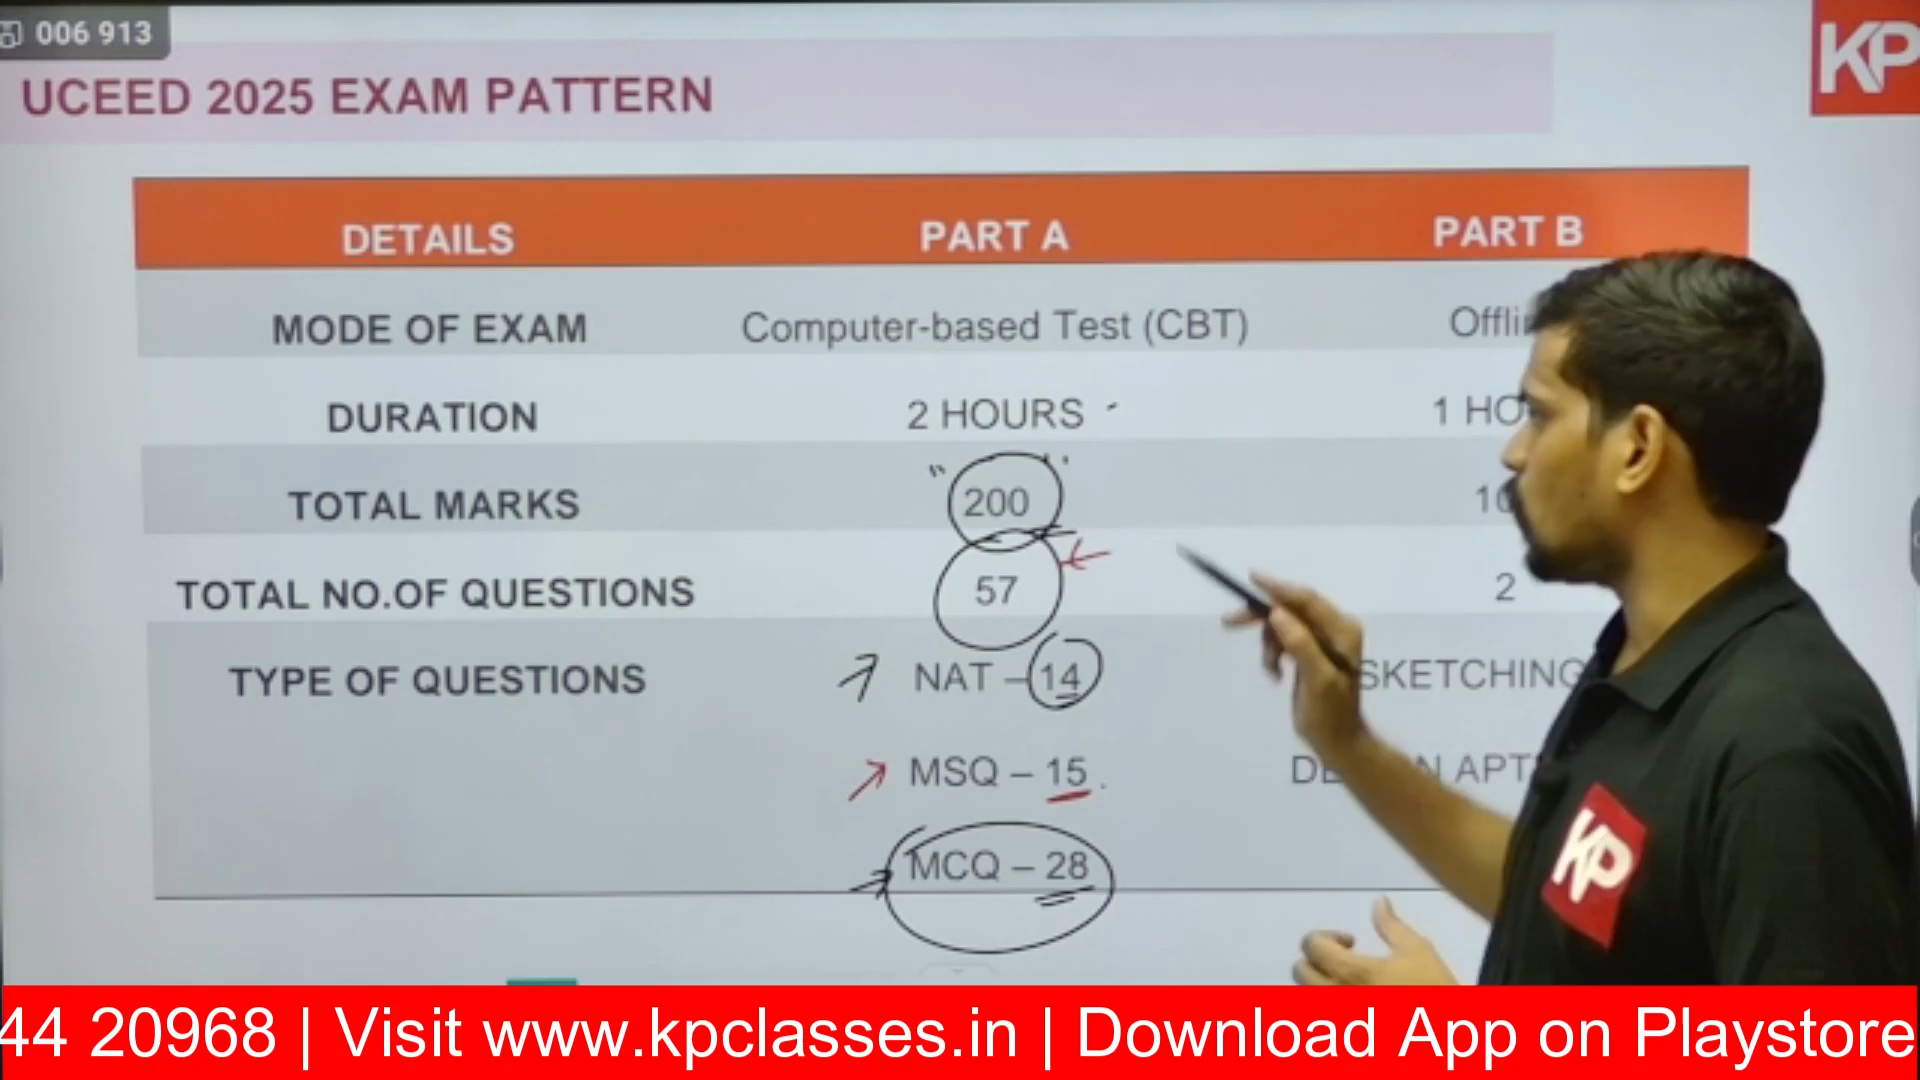 006 913
KP
UCEED 2025 EXAM PATTERN
DETAILS PART A PART B
MODE OF EXAM Computer-based Test (CBT)
DURATION 2 HOURS 1
TOTAL MARKS 200
TOTAL NO.OF QUESTIONS 57 2
TYPE OF QUESTIONS NAT – 14 SKETCHING
MSQ – 15
MCQ – 28
KP
44 20968 | Visit www.kpclasses.in | Download App on Playstore